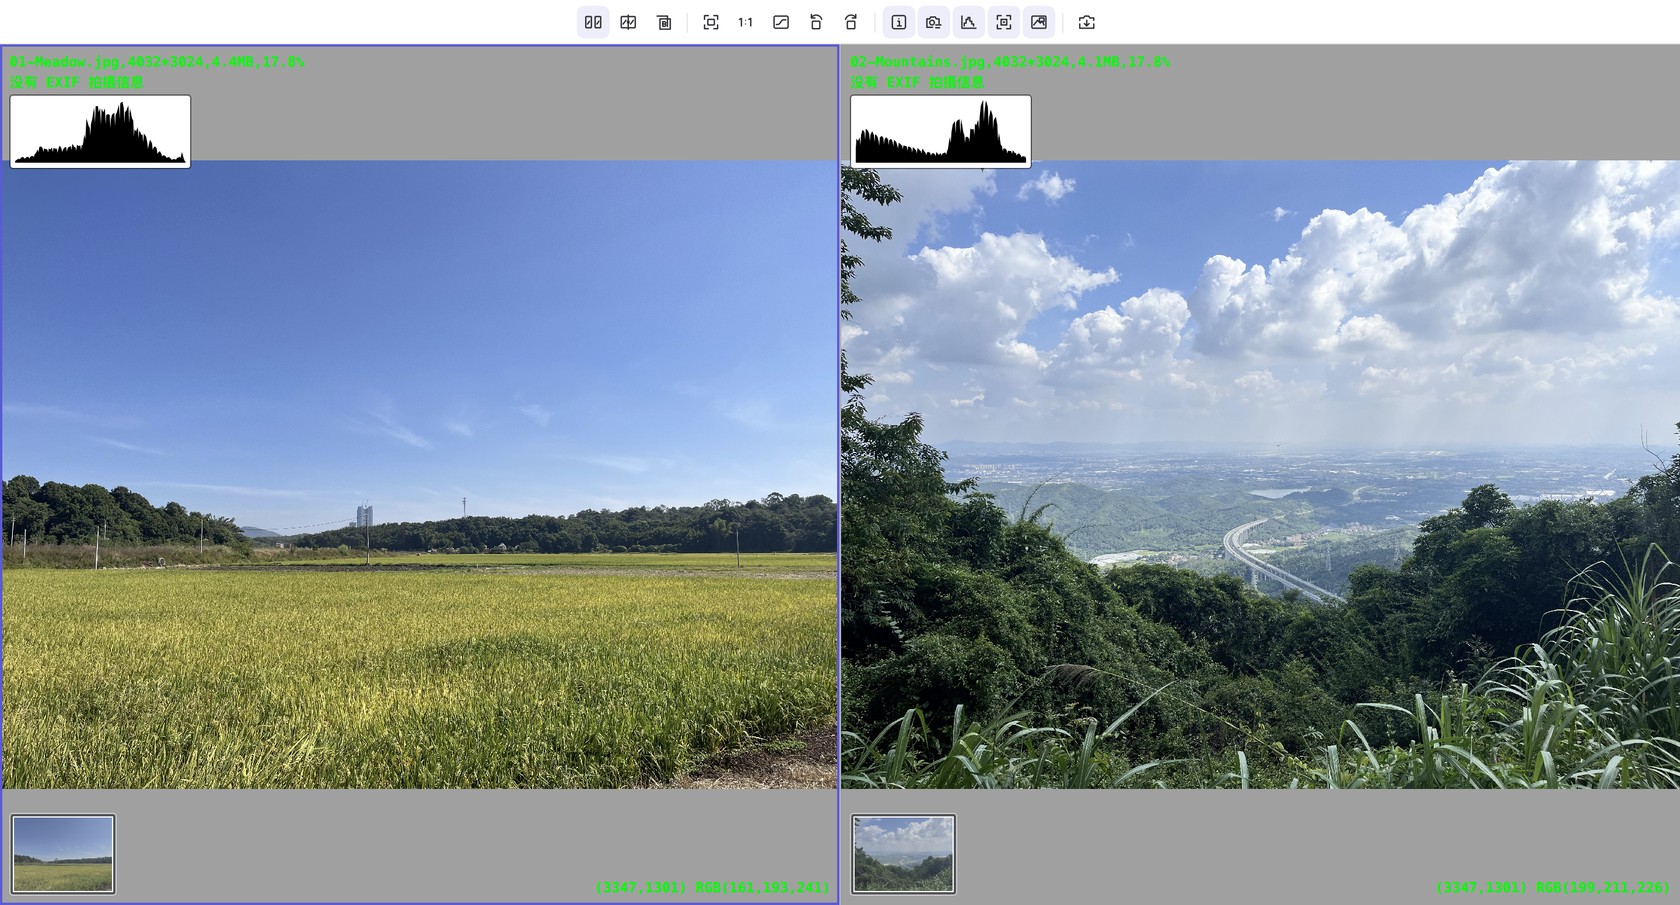 1:1
01-Meadow.jpg,4032*3024,4.4MB,17.8%
没有 EXIF 拍摄信息
02-Mountains.jpg,4032*3024,4.1MB,17.8%
没有 EXIF 拍摄信息
(3347,1301) RGB(161,193,241)
(3347,1301) RGB(199,211,226)